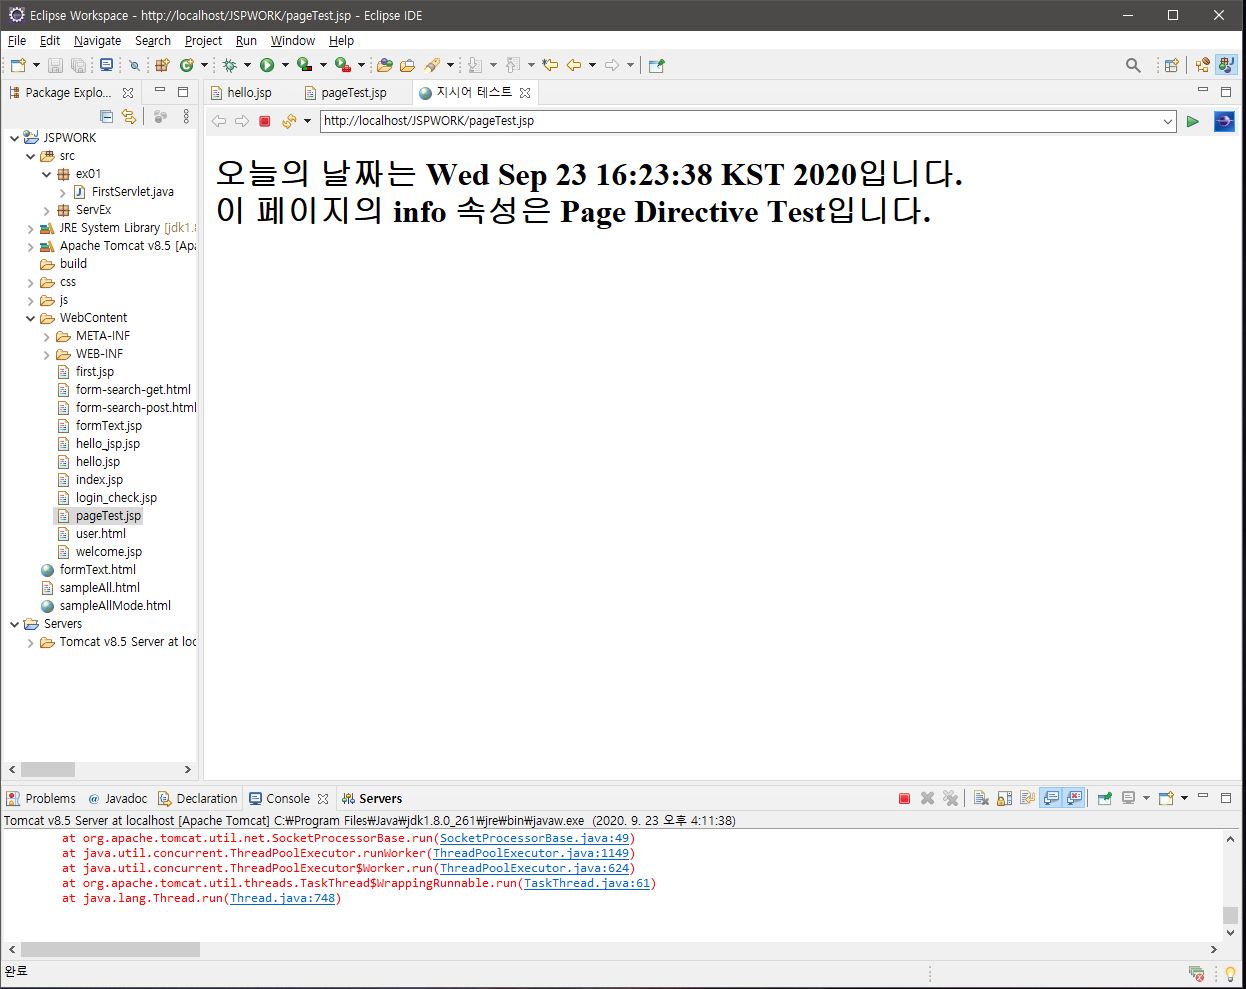 Eclipse Workspace - http://localhost/JSPWORK/pageTest.jsp - Eclipse IDE
File Edit Navigate Search Project Run Window Help
Package Explo...
hello.jsp pageTest.jsp 지시어 테스트
http://localhost/JSPWORK/pageTest.jsp
JSPWORK
src
ex01
FirstServlet.java
ServEx
JRE System Library [jdk1.8
Apache Tomcat v8.5 [Apa
build
css
js
WebContent
META-INF
WEB-INF
first.jsp
form-search-get.html
form-search-post.html
formText.jsp
hello_jsp.jsp
hello.jsp
index.jsp
login_check.jsp
pageTest.jsp
user.html
welcome.jsp
formText.html
sampleAll.html
sampleAllMode.html
Servers
Tomcat v8.5 Server at loc
오늘의 날짜는 Wed Sep 23 16:23:38 KST 2020입니다.
이 페이지의 info 속성은 Page Directive Test입니다.
Problems Javadoc Declaration Console Servers
Tomcat v8.5 Server at localhost [Apache Tomcat] C:₩Program Files₩Java₩jdk1.8.0_261₩jre₩bin₩javaw.exe (2020. 9. 23 오후 4:11:38)
at org.apache.tomcat.util.net.SocketProcessorBase.run(SocketProcessorBase.java:49)
at java.util.concurrent.ThreadPoolExecutor.runWorker(ThreadPoolExecutor.java:1149)
at java.util.concurrent.ThreadPoolExecutor$Worker.run(ThreadPoolExecutor.java:624)
at org.apache.tomcat.util.threads.TaskThread$WrappingRunnable.run(TaskThread.java:61)
at java.lang.Thread.run(Thread.java:748)
완료